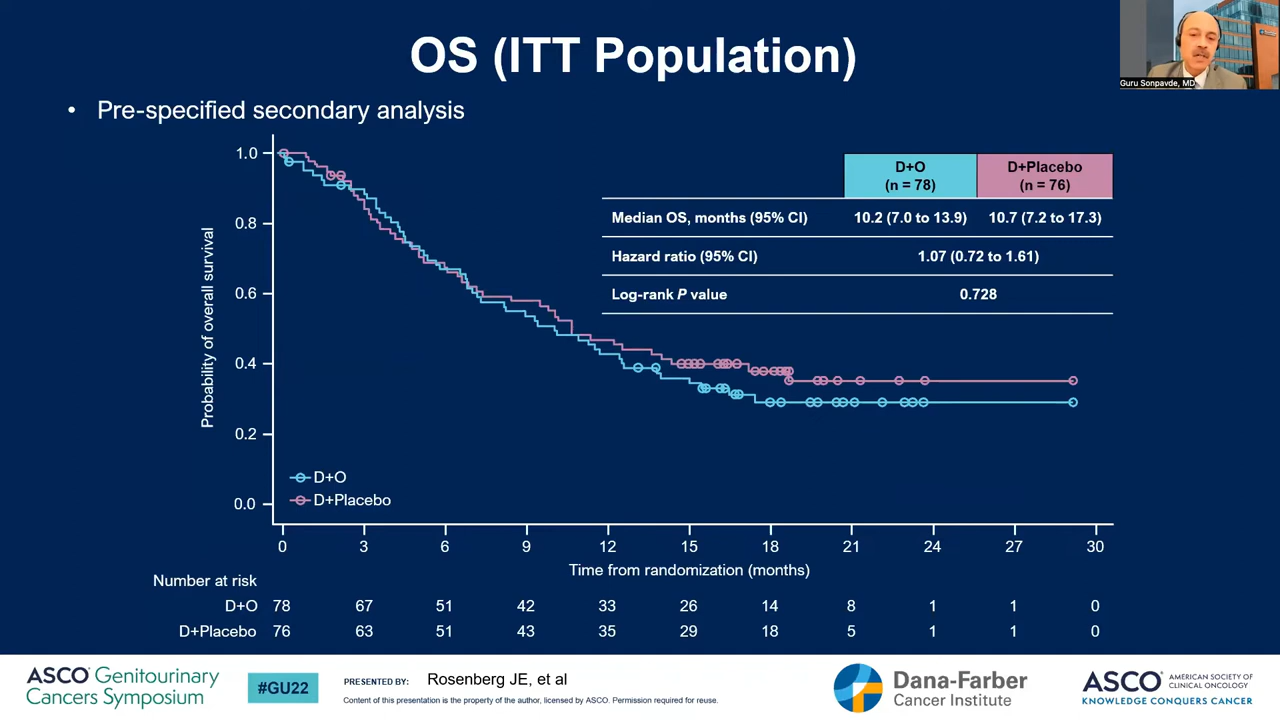 OS (ITT Population)
Guru Sonpavde, MD
• Pre-specified secondary analysis
D+O
(n = 78)
D+Placebo
(n = 76)
Median OS, months (95% CI) 10.2 (7.0 to 13.9) 10.7 (7.2 to 17.3)
Hazard ratio (95% CI) 1.07 (0.72 to 1.61)
Log-rank P value 0.728
Probability of overall survival
1.0
0.8
0.6
0.4
0.2
0.0
D+O
D+Placebo
0 3 6 9 12 15 18 21 24 27 30
Time from randomization (months)
Number at risk
D+O 78 67 51 42 33 26 14 8 1 1 0
D+Placebo 76 63 51 43 35 29 18 5 1 1 0
ASCO Genitourinary
Cancers Symposium
#GU22
PRESENTED BY: Rosenberg JE, et al
Content of this presentation is the property of the author, licensed by ASCO. Permission required for reuse.
Dana-Farber
Cancer Institute
ASCO AMERICAN SOCIETY OF
CLINICAL ONCOLOGY
KNOWLEDGE CONQUERS CANCER